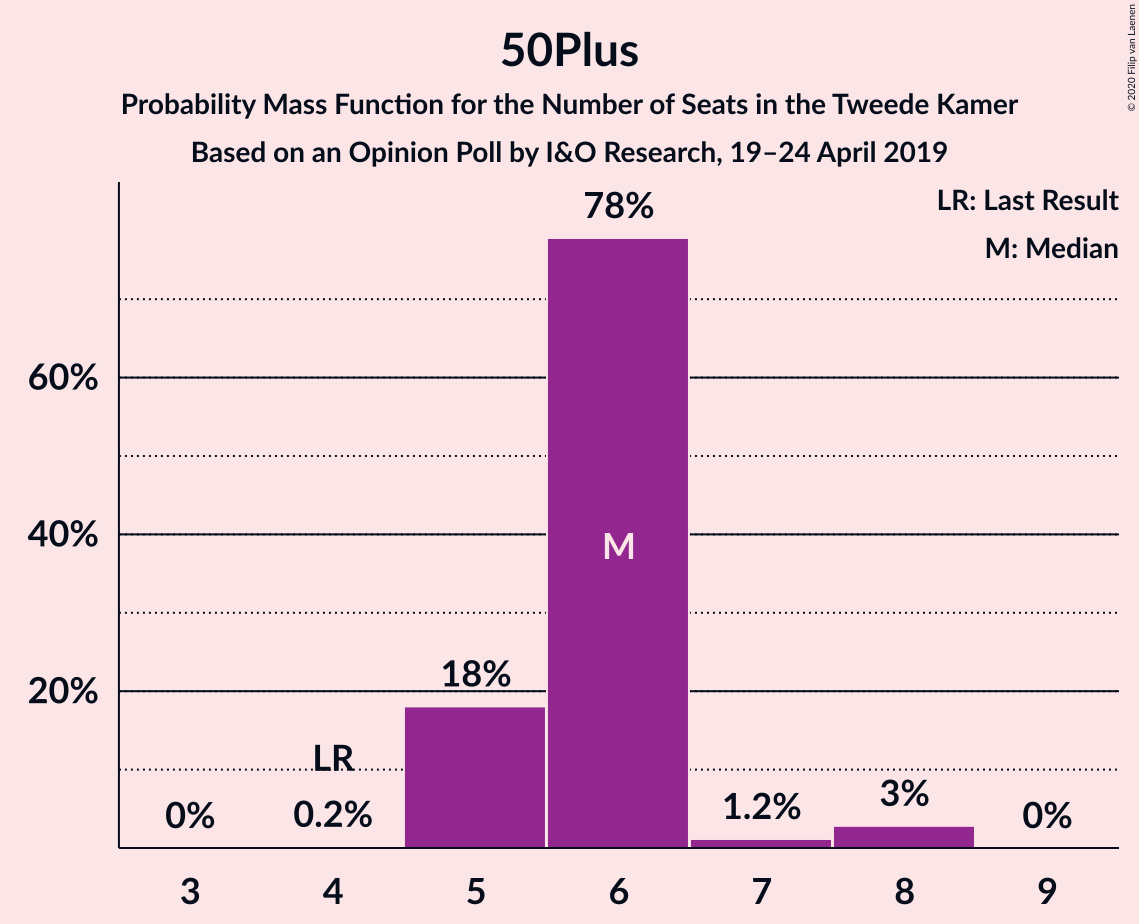 50Plus
Probability Mass Function for the Number of Seats in the Tweede Kamer
Based on an Opinion Poll by I&O Research, 19–24 April 2019
© 2020 Filip van Laenen
LR: Last Result
M: Median
78%
60%
M
40%
18%
20%
LR
0%
0.2%
1.2%
3%
0%
3 4 5 6 7 8 9